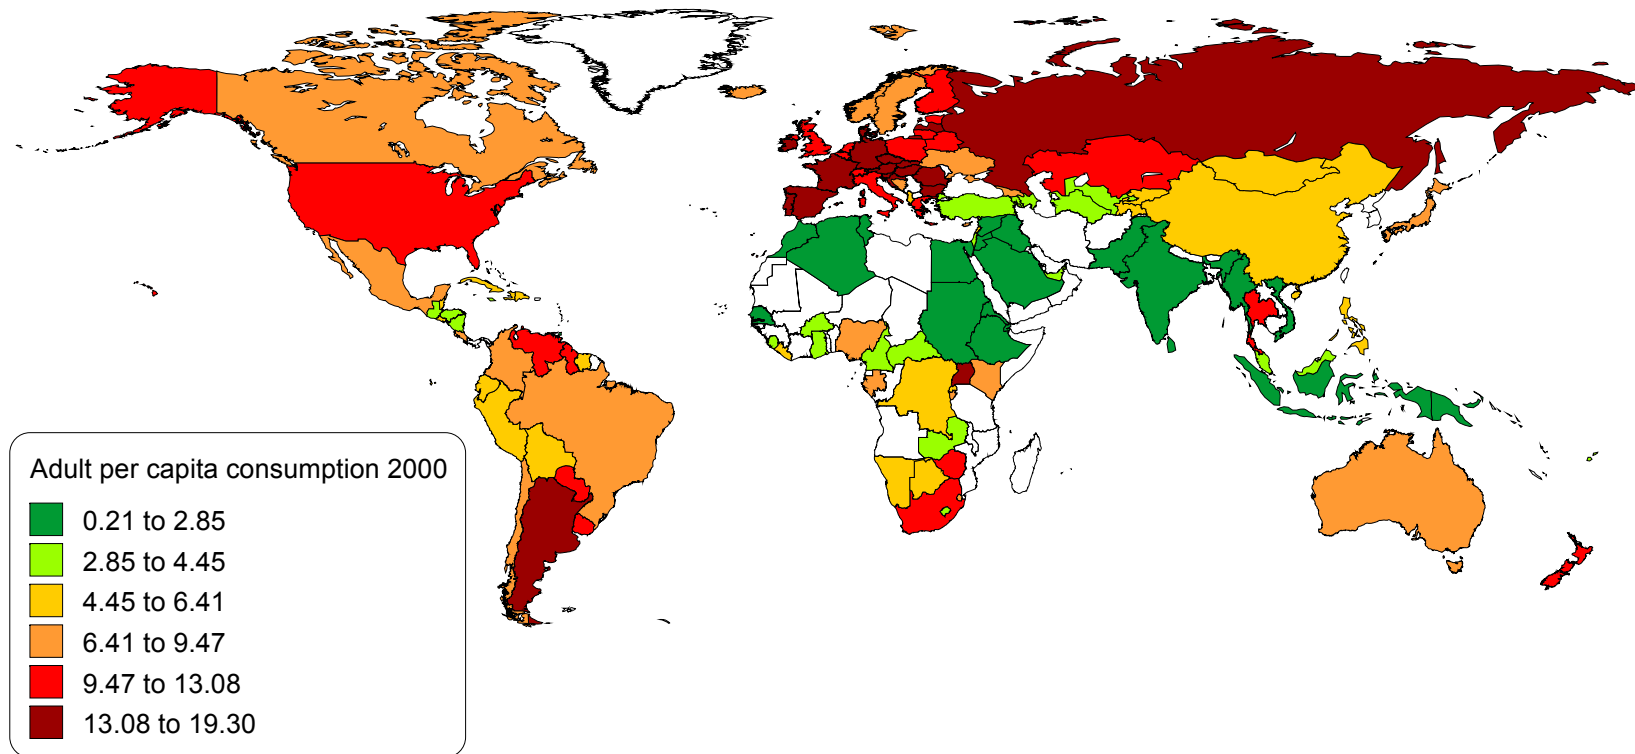 Adult per capita consumption 2000
0.21 to 2.85
2.85 to 4.45
4.45 to 6.41
6.41 to 9.47
9.47 to 13.08
13.08 to 19.30